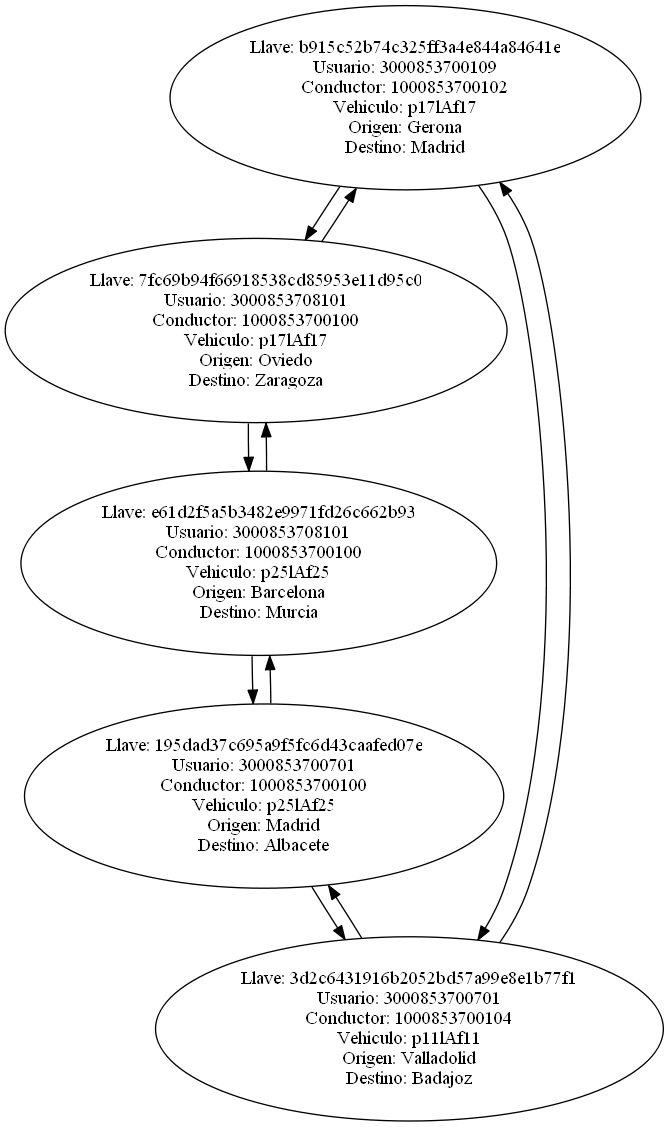 Llave: b915c52b74c325ff3a4e844a84641e
Usuario: 3000853700109
Conductor: 1000853700102
Vehiculo: p17lAf17
Origen: Gerona
Destino: Madrid
Llave: 7fc69b94f66918538cd85953e11d95c0
Usuario: 3000853708101
Conductor: 1000853700100
Vehiculo: p17lAf17
Origen: Oviedo
Destino: Zaragoza
Llave: e61d2f5a5b3482e9971fd26c662b93
Usuario: 3000853708101
Conductor: 1000853700100
Vehiculo: p25lAf25
Origen: Barcelona
Destino: Murcia
Llave: 195dad37c695a9f5fc6d43caafed07e
Usuario: 3000853700701
Conductor: 1000853700100
Vehiculo: p25lAf25
Origen: Madrid
Destino: Albacete
Llave: 3d2c6431916b2052bd57a99e8e1b77f1
Usuario: 3000853700701
Conductor: 1000853700104
Vehiculo: p11lAf11
Origen: Valladolid
Destino: Badajoz